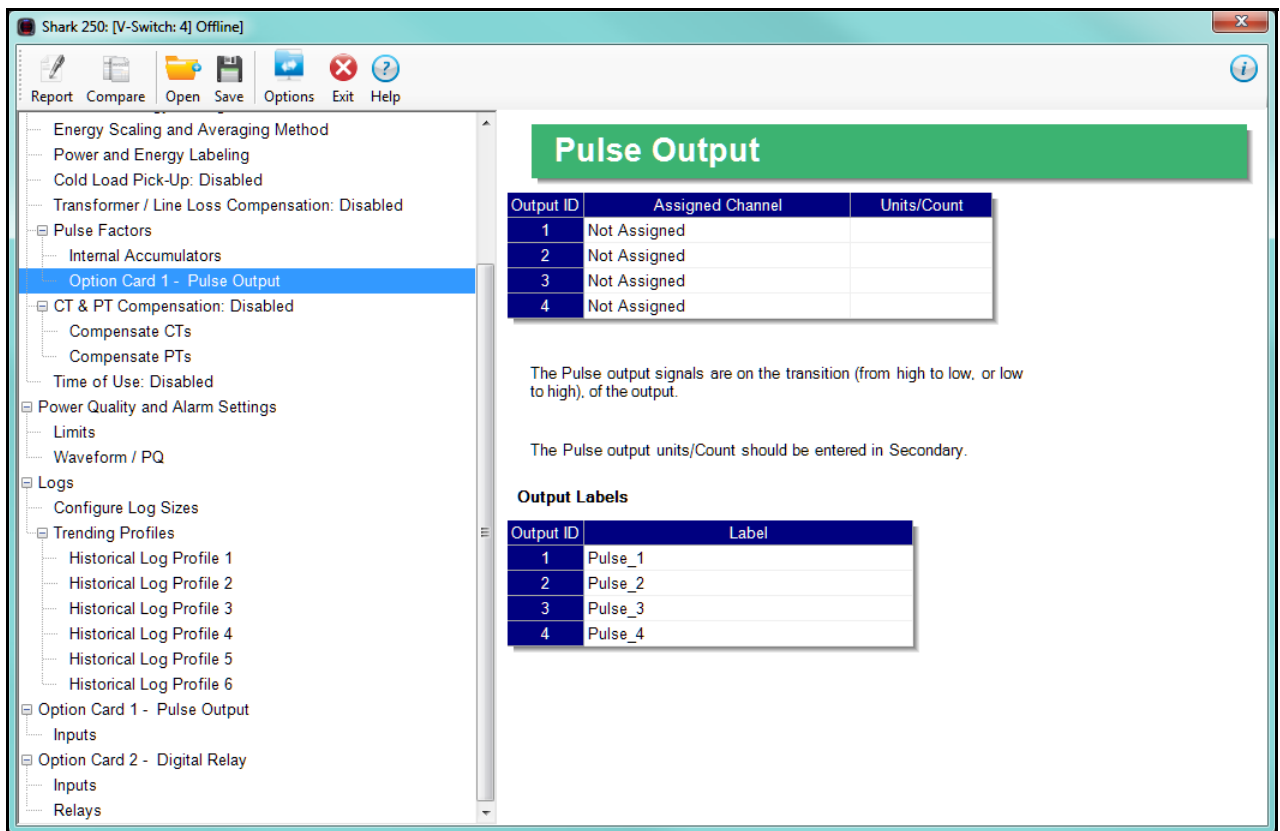 Shark 250: [V-Switch: 4] Offline]
x
Report Compare Open Save Options Exit Help
Energy Scaling and Averaging Method
Power and Energy Labeling
Cold Load Pick-Up: Disabled
Transformer / Line Loss Compensation: Disabled
Pulse Factors
Internal Accumulators
Option Card 1 - Pulse Output
CT & PT Compensation: Disabled
Compensate CTs
Compensate PTs
Time of Use: Disabled
Power Quality and Alarm Settings
Limits
Waveform / PQ
Logs
Configure Log Sizes
Trending Profiles
Historical Log Profile 1
Historical Log Profile 2
Historical Log Profile 3
Historical Log Profile 4
Historical Log Profile 5
Historical Log Profile 6
Option Card 1 - Pulse Output
Inputs
Option Card 2 - Digital Relay
Inputs
Relays
Pulse Output
Output ID Assigned Channel Units/Count
1 Not Assigned
2 Not Assigned
3 Not Assigned
4 Not Assigned
The Pulse output signals are on the transition (from high to low, or low
to high), of the output.
The Pulse output units/Count should be entered in Secondary.
Output Labels
Output ID Label
1 Pulse_1
2 Pulse_2
3 Pulse_3
4 Pulse_4